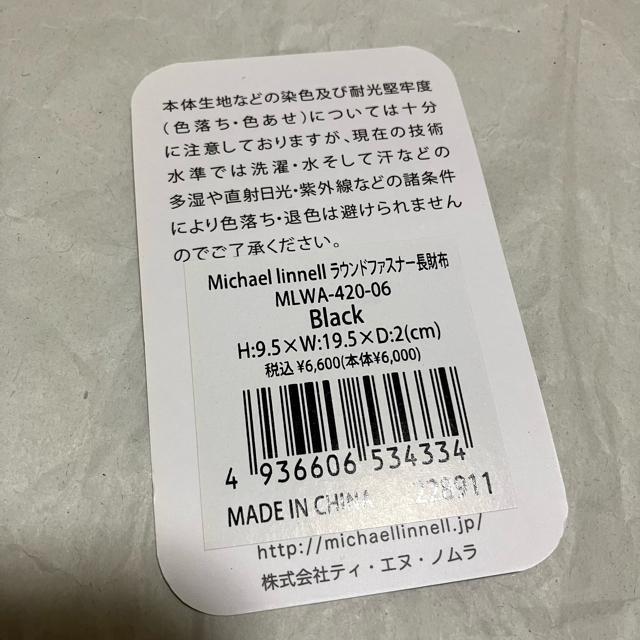 本体生地などの染色及び耐光堅牢度
(色落ち・色あせ)については十分
に注意しておりますが、現在の技術
水準では洗濯・水そして汗などの
多湿や直射日光・紫外線などの諸条件
により色落ち・退色は避けられません
のでご了承ください。
Michael linnell ラウンドファスナー長財布
MLWA-420-06
Black
H:9.5×W:19.5×D:2(cm)
税込 ¥6,600(本体¥6,000)
4 936606 534334
MADE IN CHINA 228911
http://michaellinnell.jp/
株式会社ティ・エヌ・ノムラ